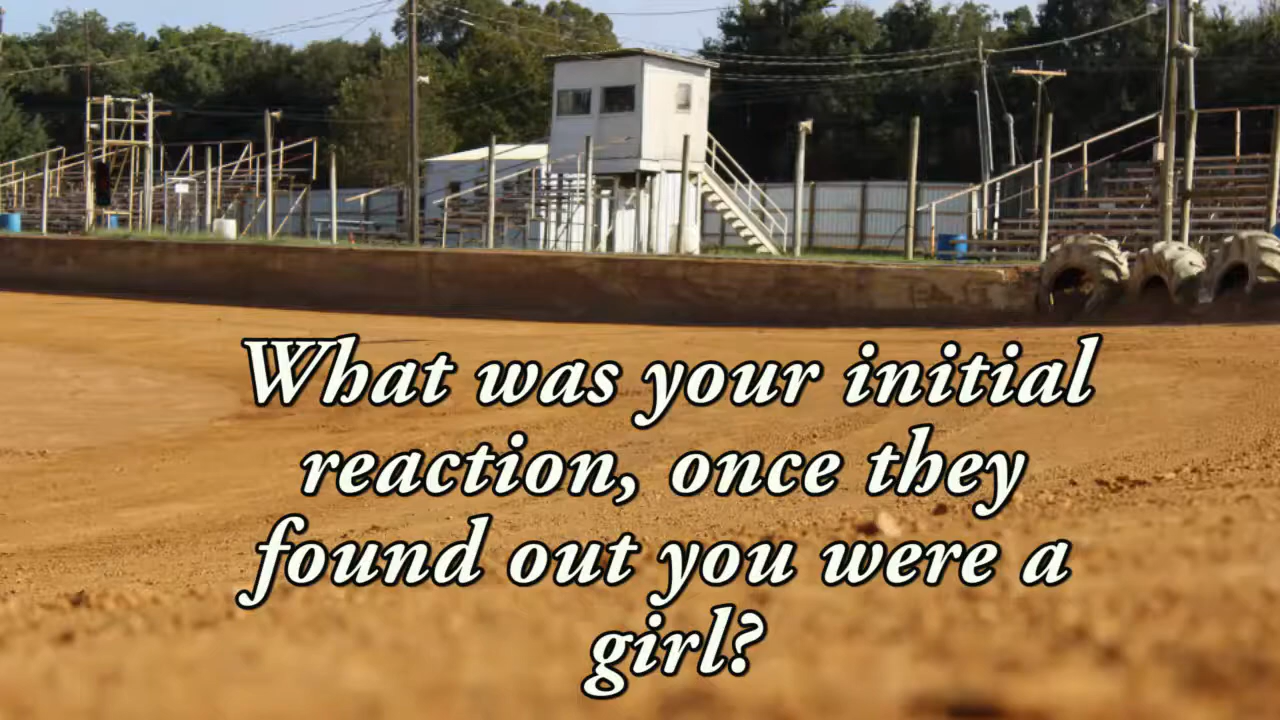 What was your initial
reaction, once they
found out you were a
girl?